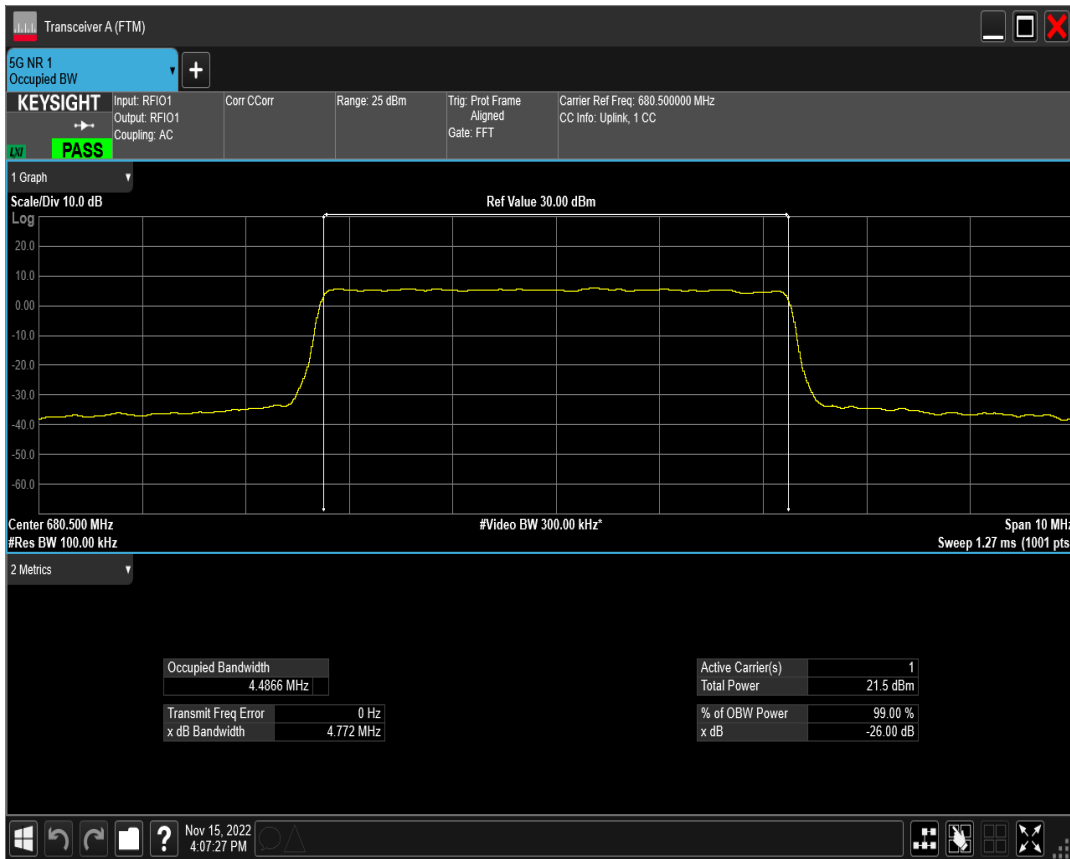 Transceiver A (FTM)
5G NR 1
Occupied BW
+
KEYSIGHT
LXI
PASS
Input: RFIO1
Output: RFIO1
Coupling: AC
Corr CCorr
Range: 25 dBm
Trig: Prot Frame
Aligned
Gate: FFT
Carrier Ref Freq: 680.500000 MHz
CC Info: Uplink, 1 CC
1 Graph
Scale/Div 10.0 dB
Ref Value 30.00 dBm
Log
20.0
10.0
0.00
-10.0
-20.0
-30.0
-40.0
-50.0
-60.0
Center 680.500 MHz
#Video BW 300.00 kHz*
Span 10 MHz
#Res BW 100.00 kHz
Sweep 1.27 ms (1001 pts
2 Metrics
Occupied Bandwidth
4.4866 MHz
Transmit Freq Error 0 Hz
x dB Bandwidth 4.772 MHz
Active Carrier(s) 1
Total Power 21.5 dBm
% of OBW Power 99.00 %
x dB -26.00 dB
?
Nov 15, 2022
4:07:27 PM